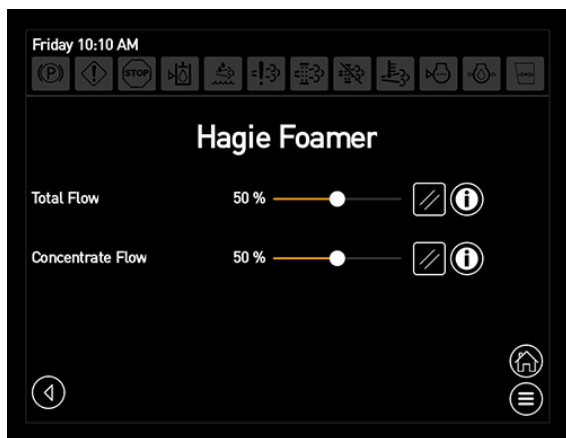 Friday 10:10 AM
STOP
Hagie Foamer
Total Flow 50 %
Concentrate Flow 50 %